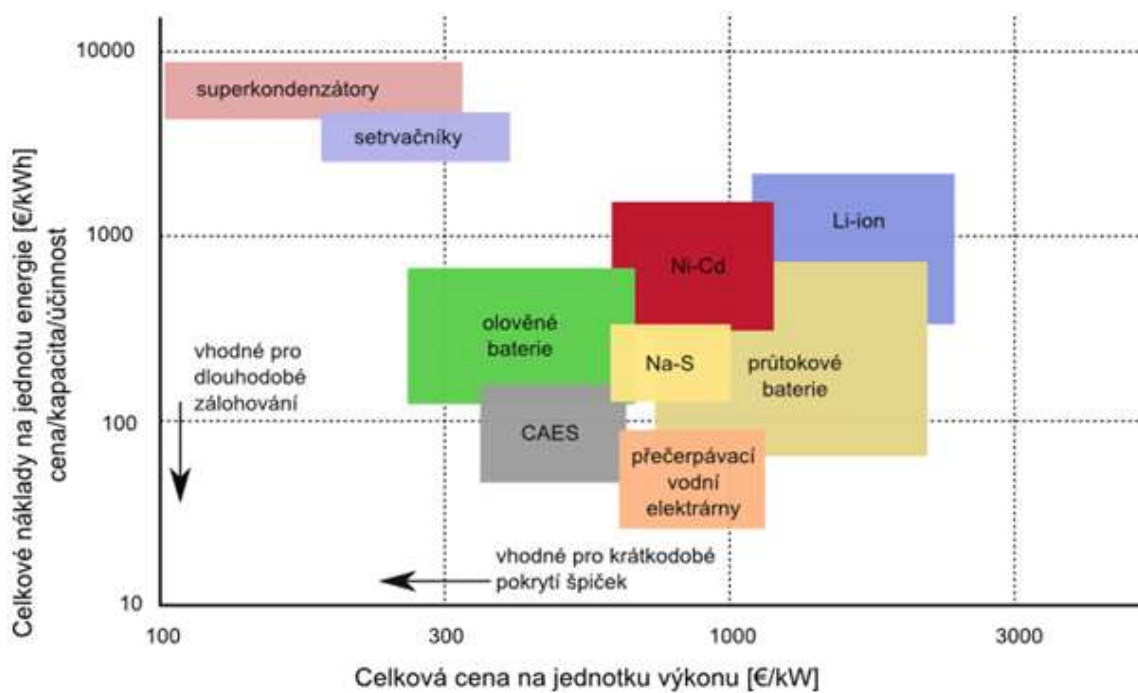 Celkové náklady na jednotu energie [€/kWh]
cena/kapacita/účinnost
10000
1000
100
10
superkondenzátory
setrvačníky
Li-ion
Ni-Cd
olověné
baterie
Na-S
průtokové
baterie
CAES
přečerpávací
vodní
elektrárny
vhodné pro
dlouhodobé
zálohování
vhodné pro krátkodobé
pokrytí špiček
100
300
1000
3000
Celková cena na jednotku výkonu [€/kW]